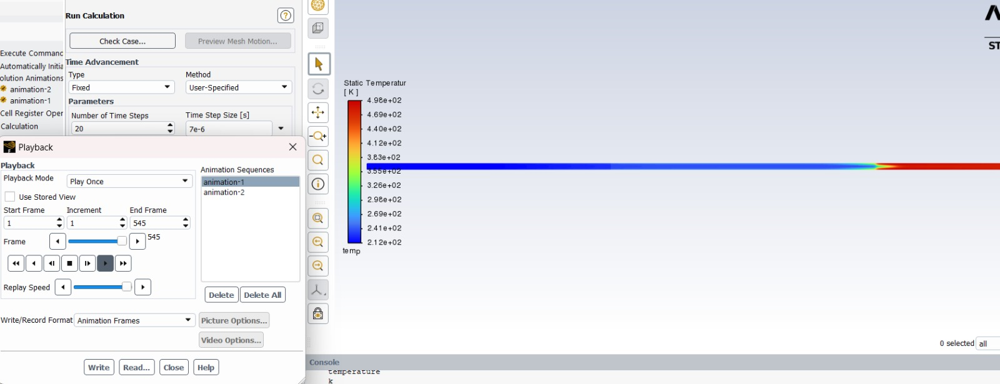 Run Calculation
?
Check Case...
Preview Mesh Motion...
Execute Command
Automatically Initia
olution Animations
animation-2
animation-1
Cell Register Oper
Calculation
Time Advancement
Type
Method
Fixed
User-Specified
Parameters
Number of Time Steps
Time Step Size [s]
20
7e-6
Playback
Playback
Playback Mode
Play Once
Use Stored View
Start Frame
Increment
End Frame
1
1
545
Frame
545
Replay Speed
Animation Sequences
animation-1
animation-2
Delete
Delete All
Write/Record Format
Animation Frames
Picture Options...
Video Options...
Write
Read...
Close
Help
Static Temperatur
[ K ]
4.98e+02
4.69e+02
4.40e+02
4.12e+02
3.83e+02
3.55e+02
3.26e+02
2.98e+02
2.69e+02
2.41e+02
2.12e+02
temp
ST
0 selected
all
Console
temperature
k